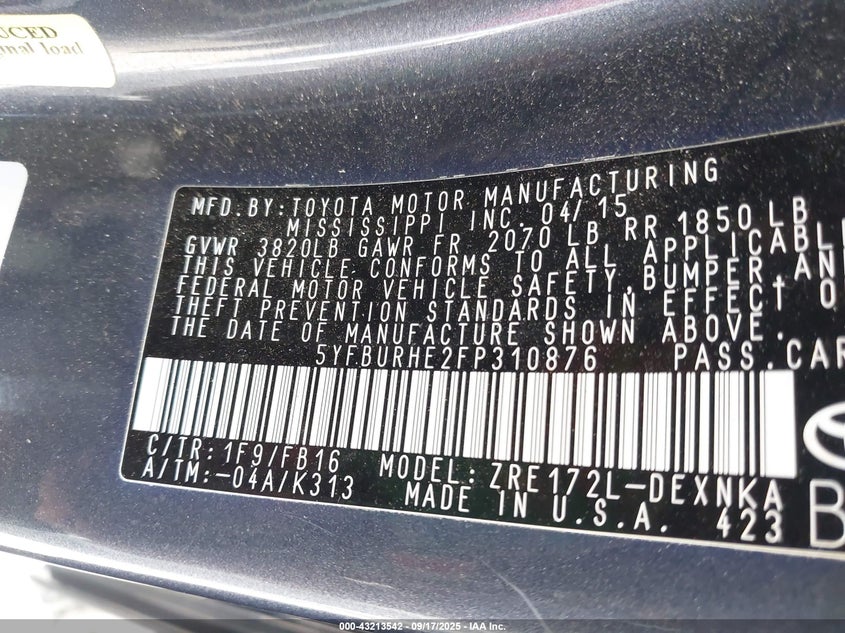 UCED
nal load
MFD. BY: TOYOTA MOTOR MANUFACTURING
MISSISSIPPI INC. 04/15
GVWR 3820LB GAWR FR 2070 LB RR 1850 LB
THIS VEHICLE CONFORMS TO ALL APPLICABLE
FEDERAL MOTOR VEHICLE SAFETY, BUMPER, AN
THEFT PREVENTION STANDARDS IN EFFECT O
THE DATE OF MANUFACTURE SHOWN ABOVE.
5YFBURHE2FP310876 PASS.CAR
C/TR: 1F9/FB16 MODEL: ZRE172L-DEXNKA
A/TM:-04A/K313 MADE IN U.S.A. 423
B
000-43213542 - 09/17/2025 - IAA Inc.